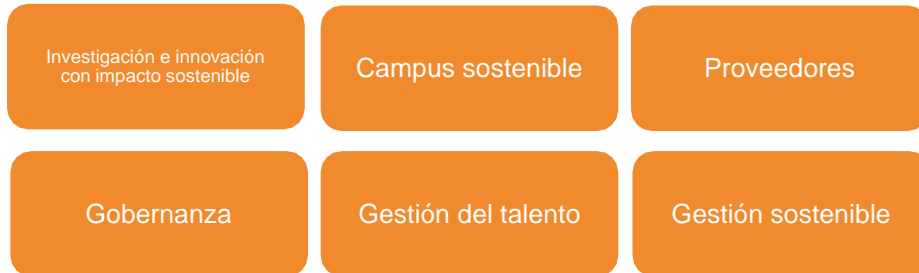 Investigación e innovación
con impacto sostenible
Campus sostenible
Proveedores
Gobernanza
Gestión del talento
Gestión sostenible